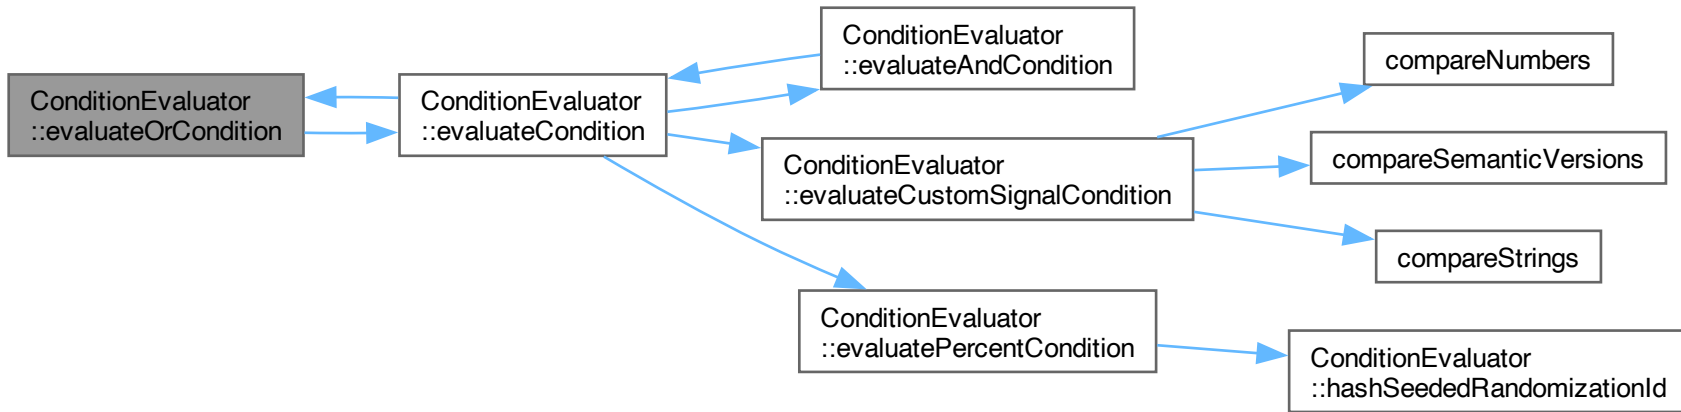 ConditionEvaluator
::evaluateOrCondition
ConditionEvaluator
::evaluateCondition
ConditionEvaluator
::evaluateAndCondition
ConditionEvaluator
::evaluateCustomSignalCondition
ConditionEvaluator
::evaluatePercentCondition
compareNumbers
compareSemanticVersions
compareStrings
ConditionEvaluator
::hashSeededRandomizationId